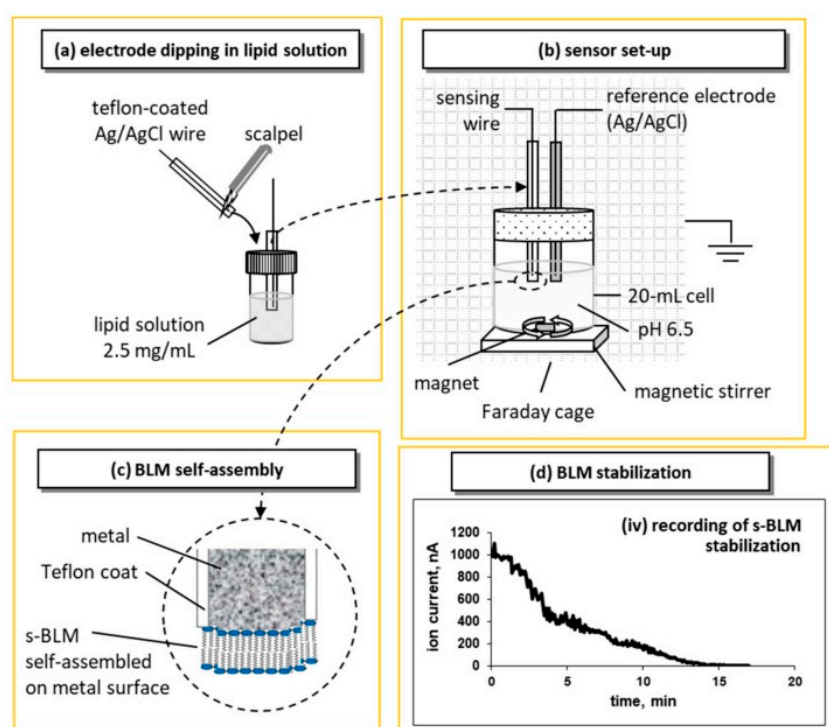 (a) electrode dipping in lipid solution
teflon-coated
Ag/AgCl wire
scalpel
lipid solution
2.5 mg/mL
(b) sensor set-up
sensing
wire
reference electrode
(Ag/AgCl)
20-mL cell
pH 6.5
magnet
magnetic stirrer
Faraday cage
(c) BLM self-assembly
metal
Teflon coat
s-BLM
self-assembled
on metal surface
(d) BLM stabilization
(iv) recording of s-BLM
stabilization
ion current, nA
1200
1000
800
600
400
200
0
0
5
10
15
20
time, min